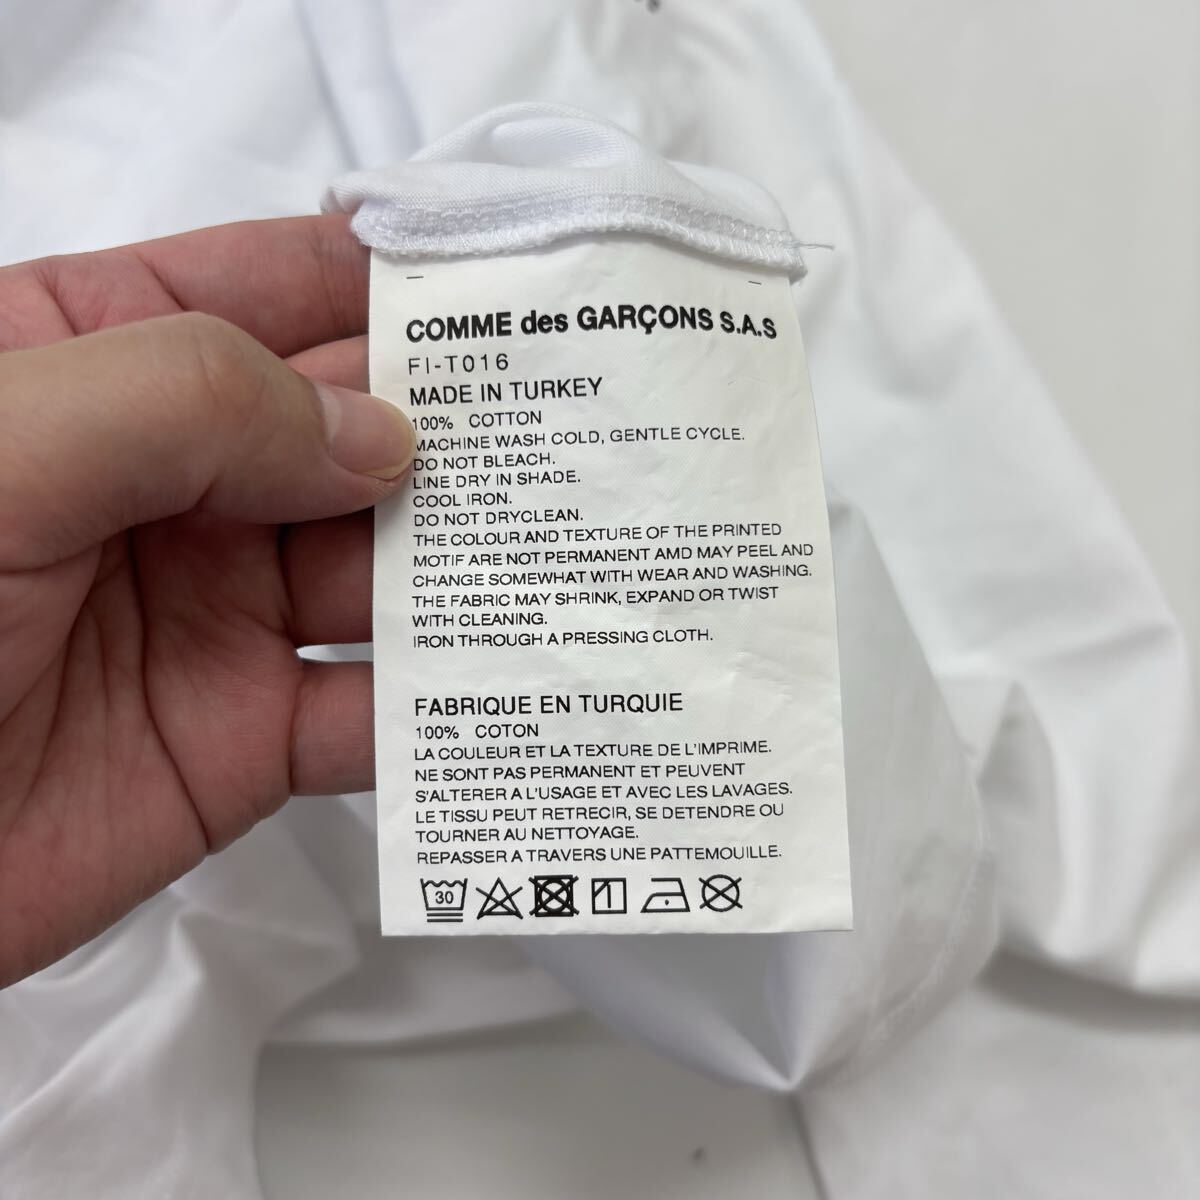 COMME des GARÇONS S.A.S
FI-T016
MADE IN TURKEY
100% COTTON
MACHINE WASH COLD, GENTLE CYCLE.
DO NOT BLEACH.
LINE DRY IN SHADE.
COOL IRON.
DO NOT DRYCLEAN.
THE COLOUR AND TEXTURE OF THE PRINTED
MOTIF ARE NOT PERMANENT AMD MAY PEEL AND
CHANGE SOMEWHAT WITH WEAR AND WASHING.
THE FABRIC MAY SHRINK, EXPAND OR TWIST
WITH CLEANING.
IRON THROUGH A PRESSING CLOTH.
FABRIQUE EN TURQUIE
100% COTON
LA COULEUR ET LA TEXTURE DE L'IMPRIME.
NE SONT PAS PERMANENT ET PEUVENT
S'ALTERER A L'USAGE ET AVEC LES LAVAGES.
LE TISSU PEUT RETRECIR, SE DETENDRE OU
TOURNER AU NETTOYAGE.
REPASSER A TRAVERS UNE PATTEMOUILLE.
30